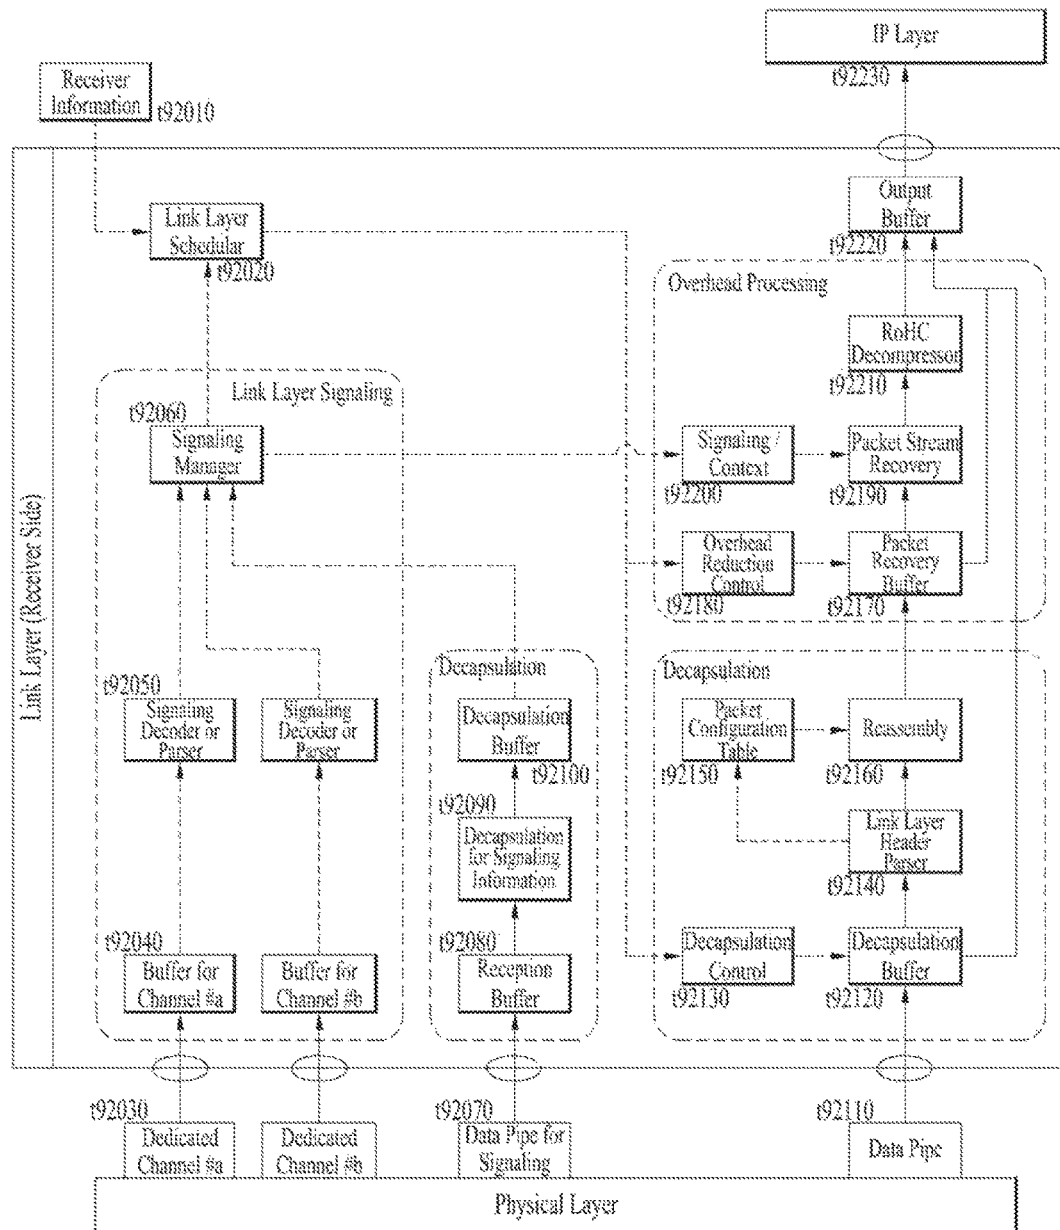 IP Layer
t92230
Receiver
Information
t92010
Link Layer (Receiver Side)
Link Layer
Schedular
t92020
Output
Buffer
t92220
Overhead Processing
RoHC
Decompressor
t92210
Link Layer Signaling
t92060
Signaling
Manager
Signaling /
Context
t92200
Packet Stream
Recovery
t92190
Overhead
Reduction
Control
t92180
Packet
Recovery
Buffer
t92170
t92050
Signaling
Decoder or
Parser
Signaling
Decoder or
Parser
Decapsulation
Decapsulation
Buffer
t92100
t92090
Decapsulation
for Signaling
Information
t92080
Reception
Buffer
Decapsulation
Packet
Configuration
Table
t92150
Reassembly
t92160
Link Layer
Header
Parser
t92140
Decapsulation
Control
t92130
Decapsulation
Buffer
t92120
t92040
Buffer for
Channel #a
Buffer for
Channel #b
t92030
Dedicated
Channel #a
Dedicated
Channel #b
t92070
Data Pipe for
Signaling
t92110
Data Pipe
Physical Layer